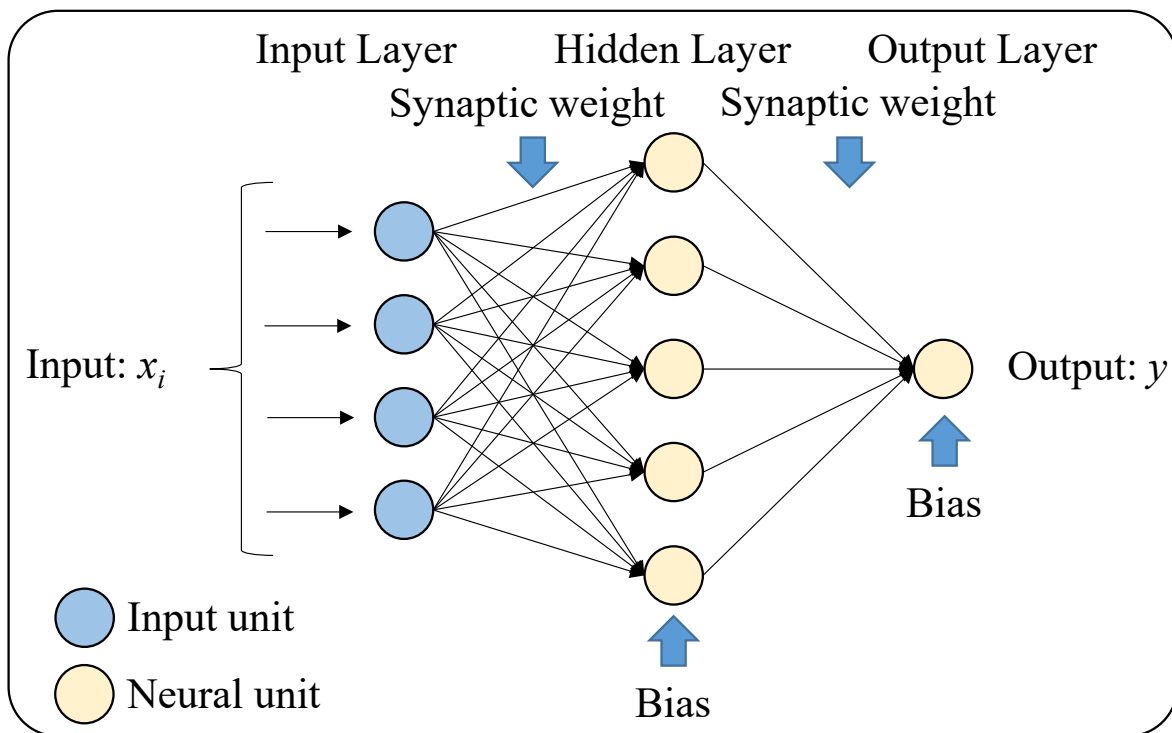 Input Layer
Hidden Layer
Output Layer
Synaptic weight
Synaptic weight
Input: xᵢ
Output: y
Bias
Input unit
Neural unit
Bias